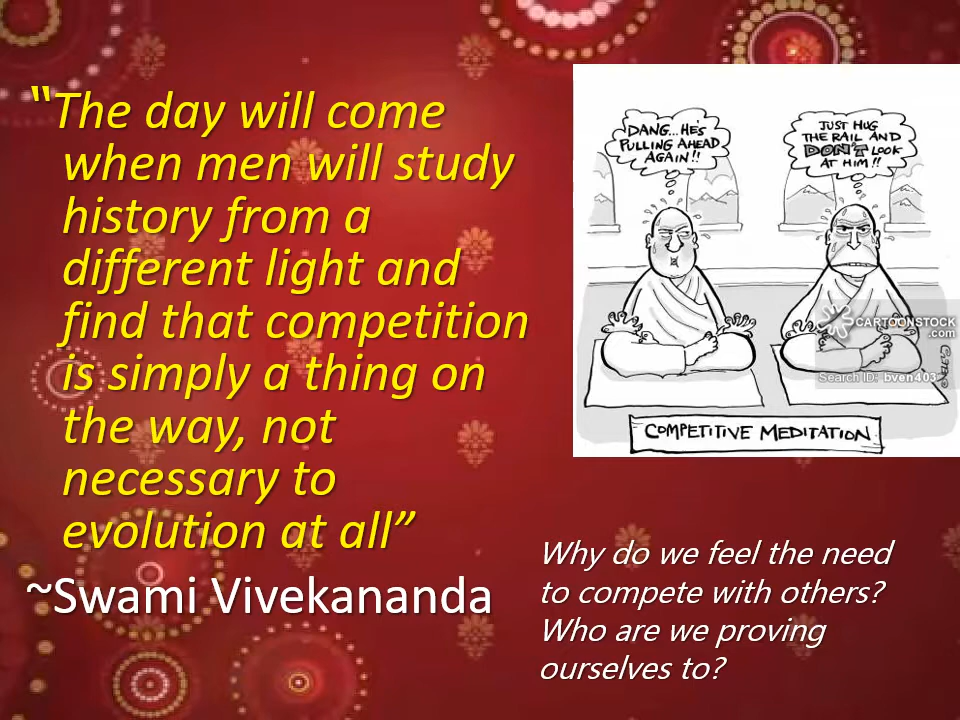 “The day will come
when men will study
history from a
different light and
find that competition
is simply a thing on
the way, not
necessary to
evolution at all”
~Swami Vivekananda
DANG...HE'S
PULLING AHEAD
AGAIN!!
JUST HUG
THE RAIL AND
DON'T LOOK
AT HIM!!
CARTOONSTOCK
.com
Search ID: bven403
COMPETITIVE MEDITATION
Why do we feel the need
to compete with others?
Who are we proving
ourselves to?